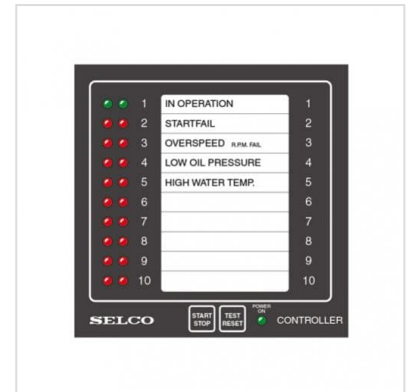 1 IN OPERATION 1
2 STARTFAIL 2
3 OVERSPEED R.P.M. FAIL 3
4 LOW OIL PRESSURE 4
5 HIGH WATER TEMP. 5
6 6
7 7
8 8
9 9
10 10
SELCO START STOP TEST RESET POWER ON CONTROLLER